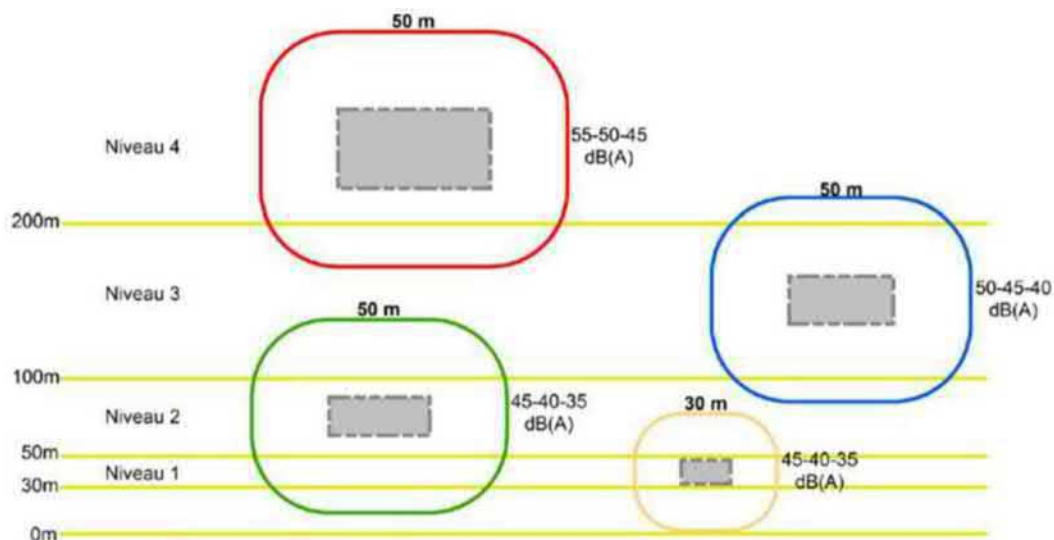 50 m
Niveau 4
55-50-45
dB(A)
50 m
200m
Niveau 3
50-45-40
dB(A)
50 m
100m
30 m
Niveau 2
45-40-35
dB(A)
50m
Niveau 1
45-40-35
dB(A)
30m
0m